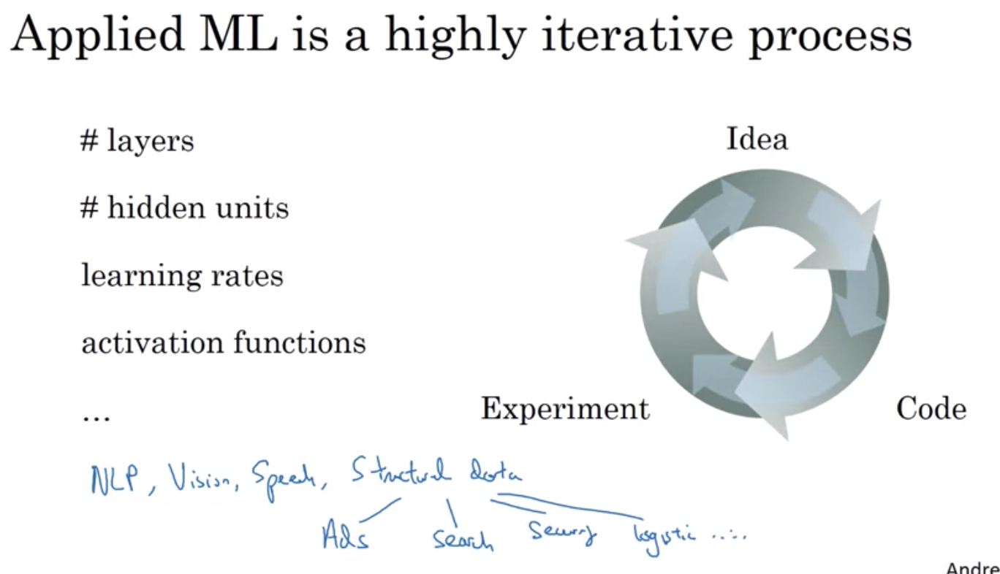 Applied ML is a highly iterative process
# layers
# hidden units
learning rates
activation functions
...
Idea
Experiment
Code
NLP, Vision, Speech, Structured data
Ads Search Security Logistic .....
Andre